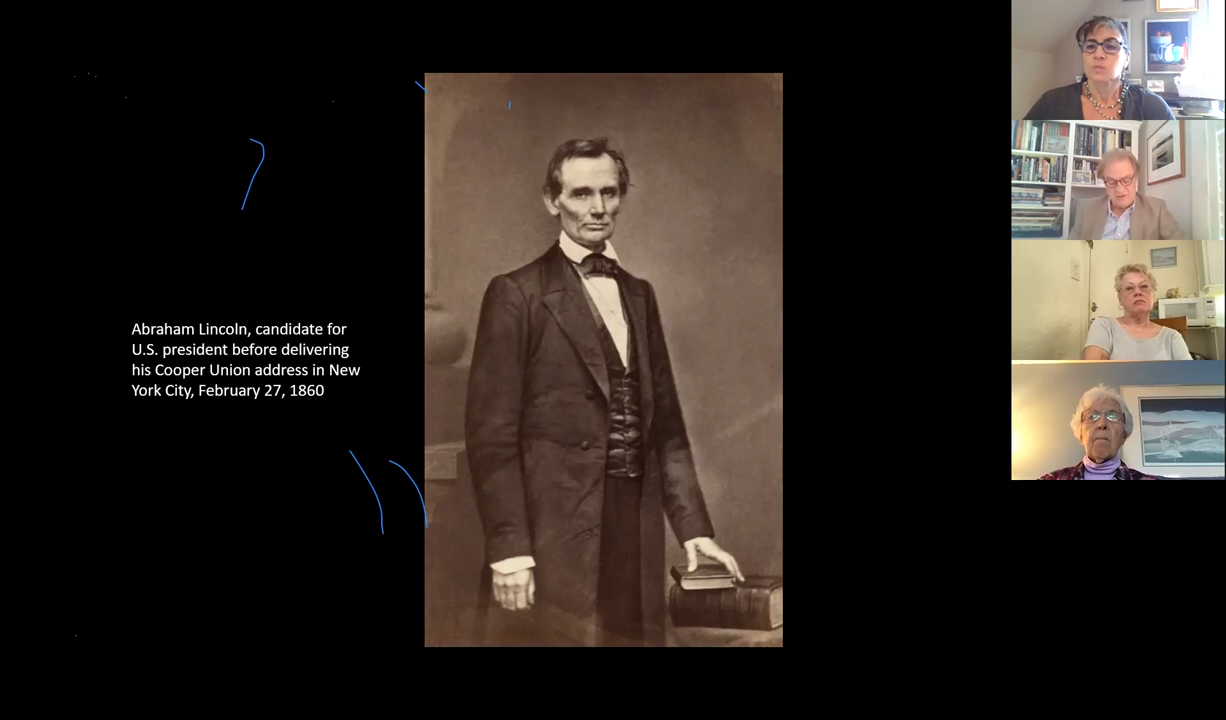 Abraham Lincoln, candidate for
U.S. president before delivering
his Cooper Union address in New
York City, February 27, 1860